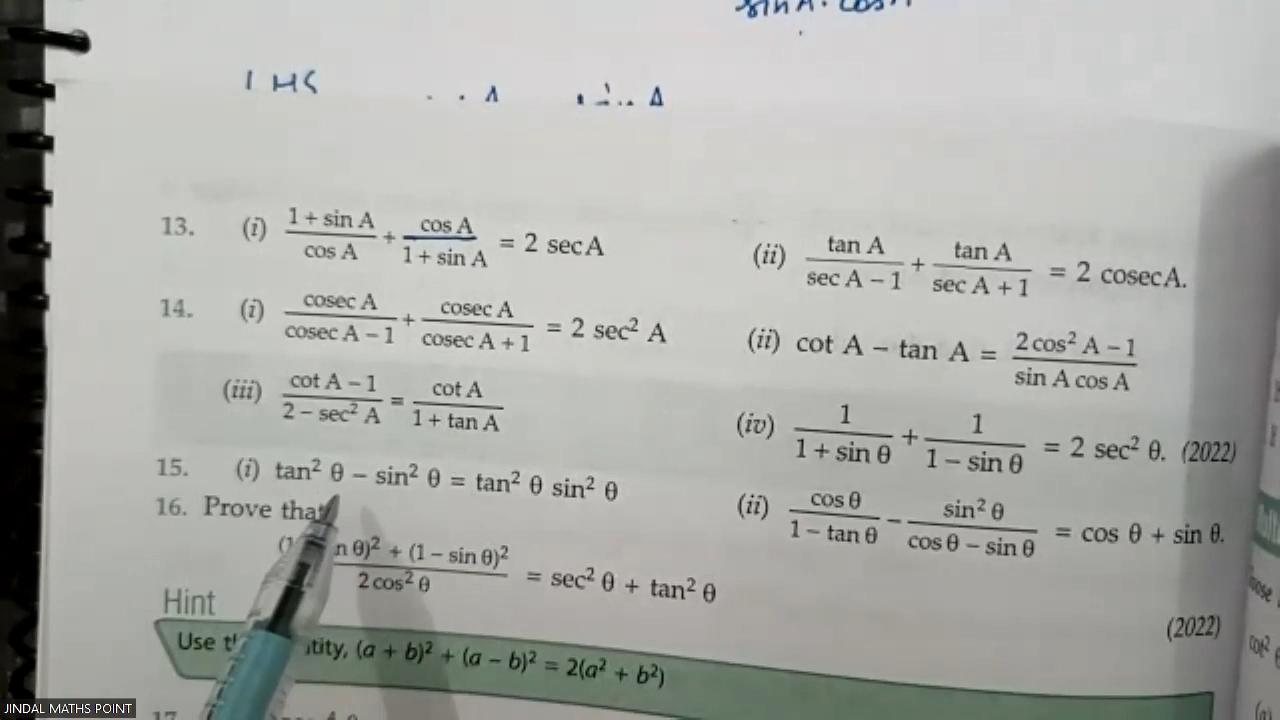 sin A. cos A
LHS
13. (i) (1 + sin A)/(cos A) + (cos A)/(1 + sin A) = 2 sec A
(ii) (tan A)/(sec A − 1) + (tan A)/(sec A + 1) = 2 cosec A.
14. (i) (cosec A)/(cosec A − 1) + (cosec A)/(cosec A + 1) = 2 sec² A
(ii) cot A − tan A = (2 cos² A − 1)/(sin A cos A)
(iii) (cot A − 1)/(2 − sec² A) = (cot A)/(1 + tan A)
(iv) 1/(1 + sin θ) + 1/(1 − sin θ) = 2 sec² θ. (2022)
15. (i) tan² θ − sin² θ = tan² θ sin² θ
(ii) (cos θ)/(1 − tan θ) − (sin² θ)/(cos θ − sin θ) = cos θ + sin θ.
16. Prove
n θ)² + (1 − sin θ)² / 2 cos² θ = sec² θ + tan² θ
(2022)
Hint
Use (a + b)² + (a − b)² = 2(a² + b²)
17.
JINDAL MATHS POINT